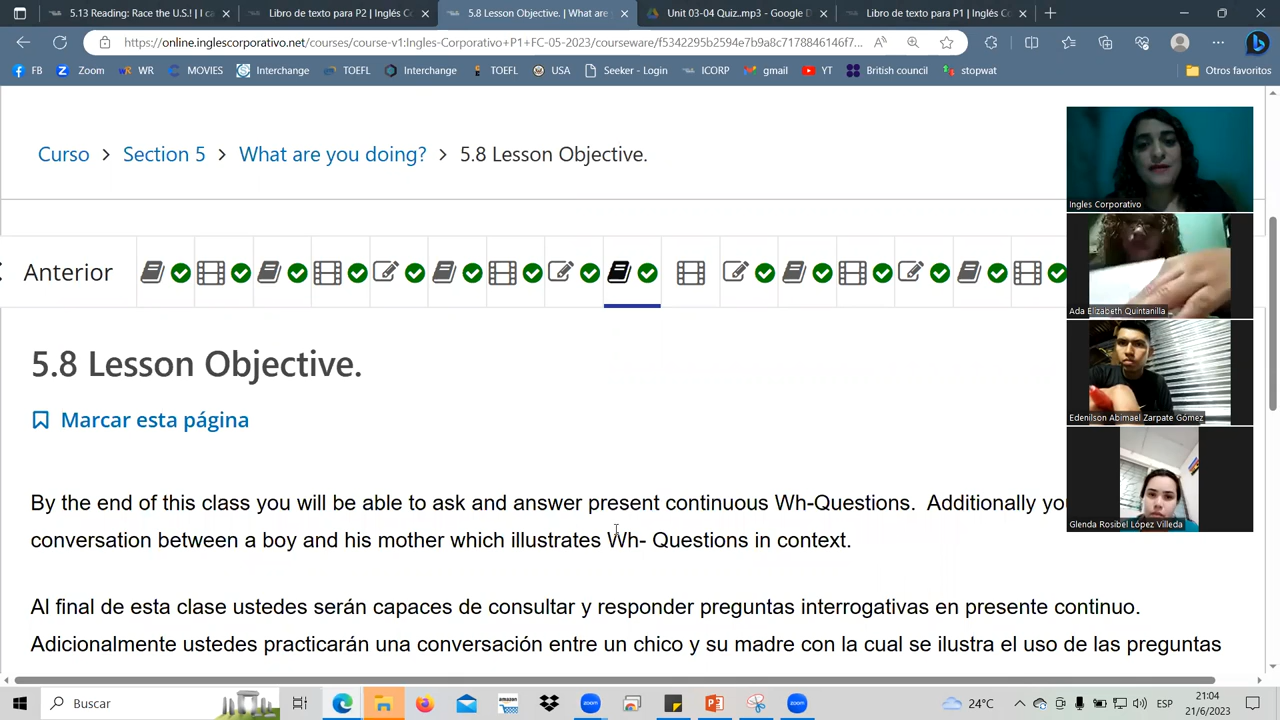 5.13 Reading: Race the U.S.! | I ca
Libro de texto para P2 | Inglés Co
5.8 Lesson Objective. | What are
Unit 03-04 Quiz..mp3 - Google D
Libro de texto para P1 | Inglés Co
https://online.inglescorporativo.net/courses/course-v1:Ingles-Corporativo+P1+FC-05-2023/courseware/f5342295b2594e7b9a8c7178846146f7...
FB
Zoom
WR
MOVIES
Interchange
TOEFL
Interchange
TOEFL
USA
Seeker - Login
ICORP
gmail
YT
British council
stopwat
Otros favoritos
Curso > Section 5 > What are you doing? > 5.8 Lesson Objective.
Anterior
5.8 Lesson Objective.
Marcar esta página
By the end of this class you will be able to ask and answer present continuous Wh-Questions. Additionally yo
conversation between a boy and his mother which illustrates Wh- Questions in context.
Al final de esta clase ustedes serán capaces de consultar y responder preguntas interrogativas en presente continuo.
Adicionalmente ustedes practicarán una conversación entre un chico y su madre con la cual se ilustra el uso de las preguntas
Ingles Corporativo
Ada Elizabeth Quintanilla
Edenilson Abimael Zarpate Gómez
Glenda Rosibel López Villeda
Buscar
24°C
ESP
21:04
21/6/2023